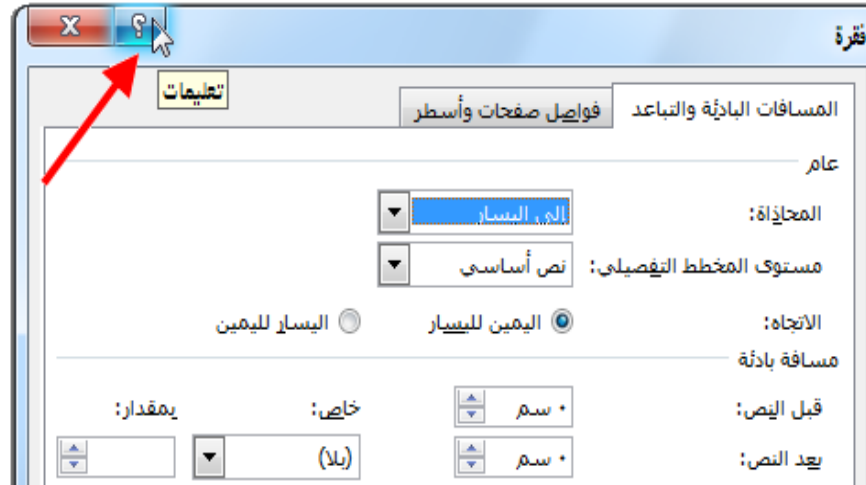 فقرة
؟
X
تعليمات
المسافات البادئة والتباعد
فواصل صفحات وأسطر
عام
المحاذاة: إلى اليسار
مستوى المخطط التفصيلي: نص أساسي
الاتجاه: اليمين لليسار اليسار لليمين
مسافة بادئة
قبل النص: ٠ سم خاص: بمقدار:
بعد النص: ٠ سم (بلا)